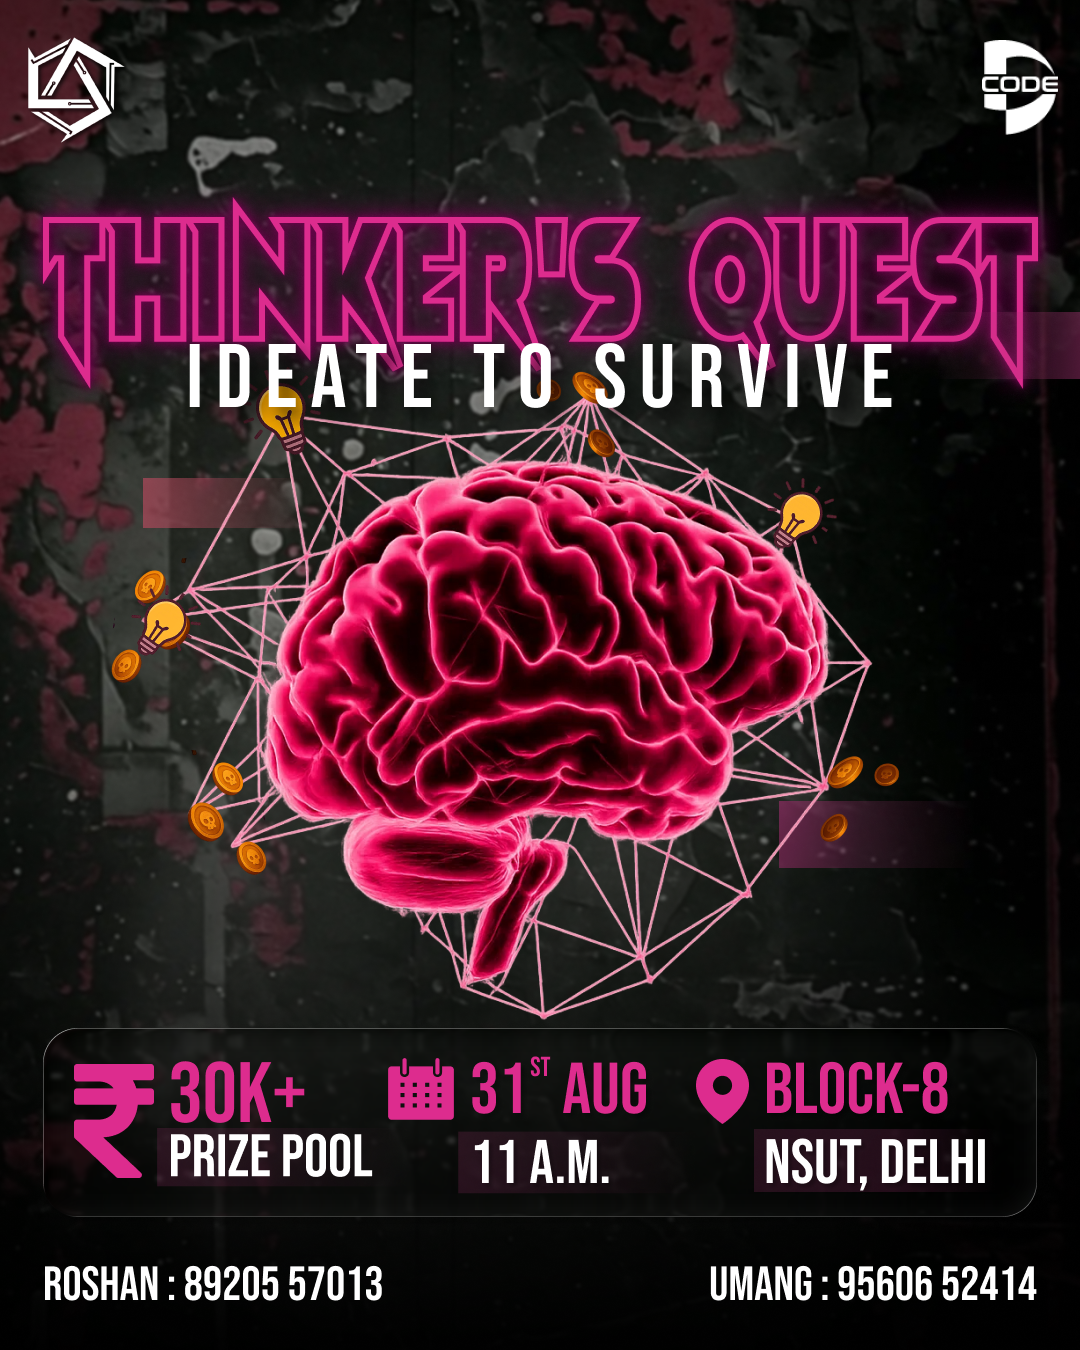 CODE
THINKER'S QUEST
IDEATE TO SURVIVE
₹ 30K+
PRIZE POOL
31ST AUG
11 A.M.
BLOCK-8
NSUT, DELHI
ROSHAN : 89205 57013
UMANG : 95606 52414